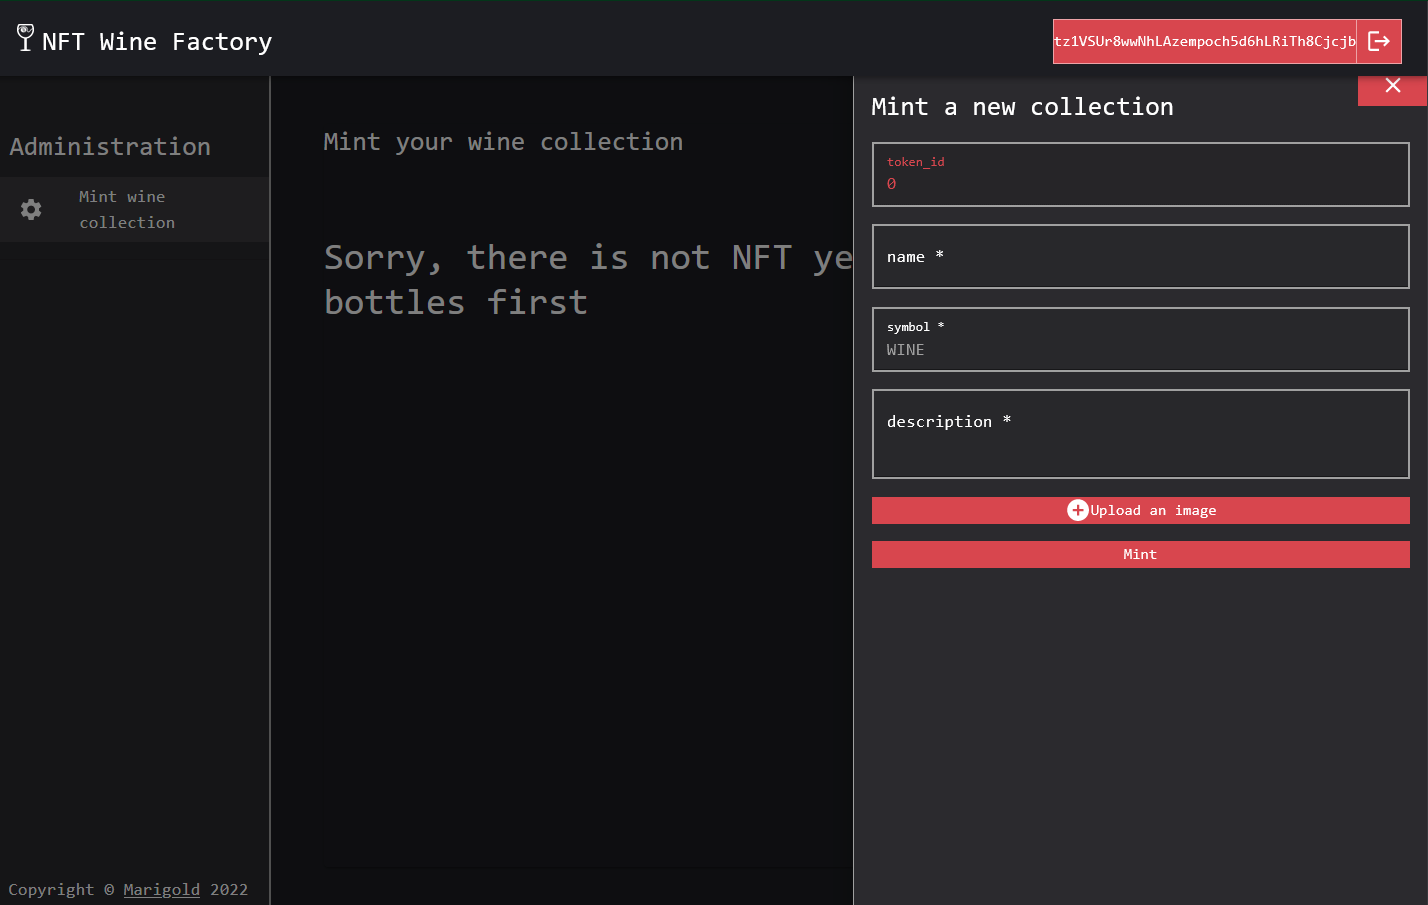 NFT Wine Factory
tz1VSUr8wwNhLAzempoch5d6hLRiTh8Cjcjb
Administration
Mint wine
collection
Mint your wine collection
Sorry, there is not NFT ye
bottles first
Mint a new collection
token_id
0
name *
symbol *
WINE
description *
Upload an image
Mint
Copyright © Marigold 2022